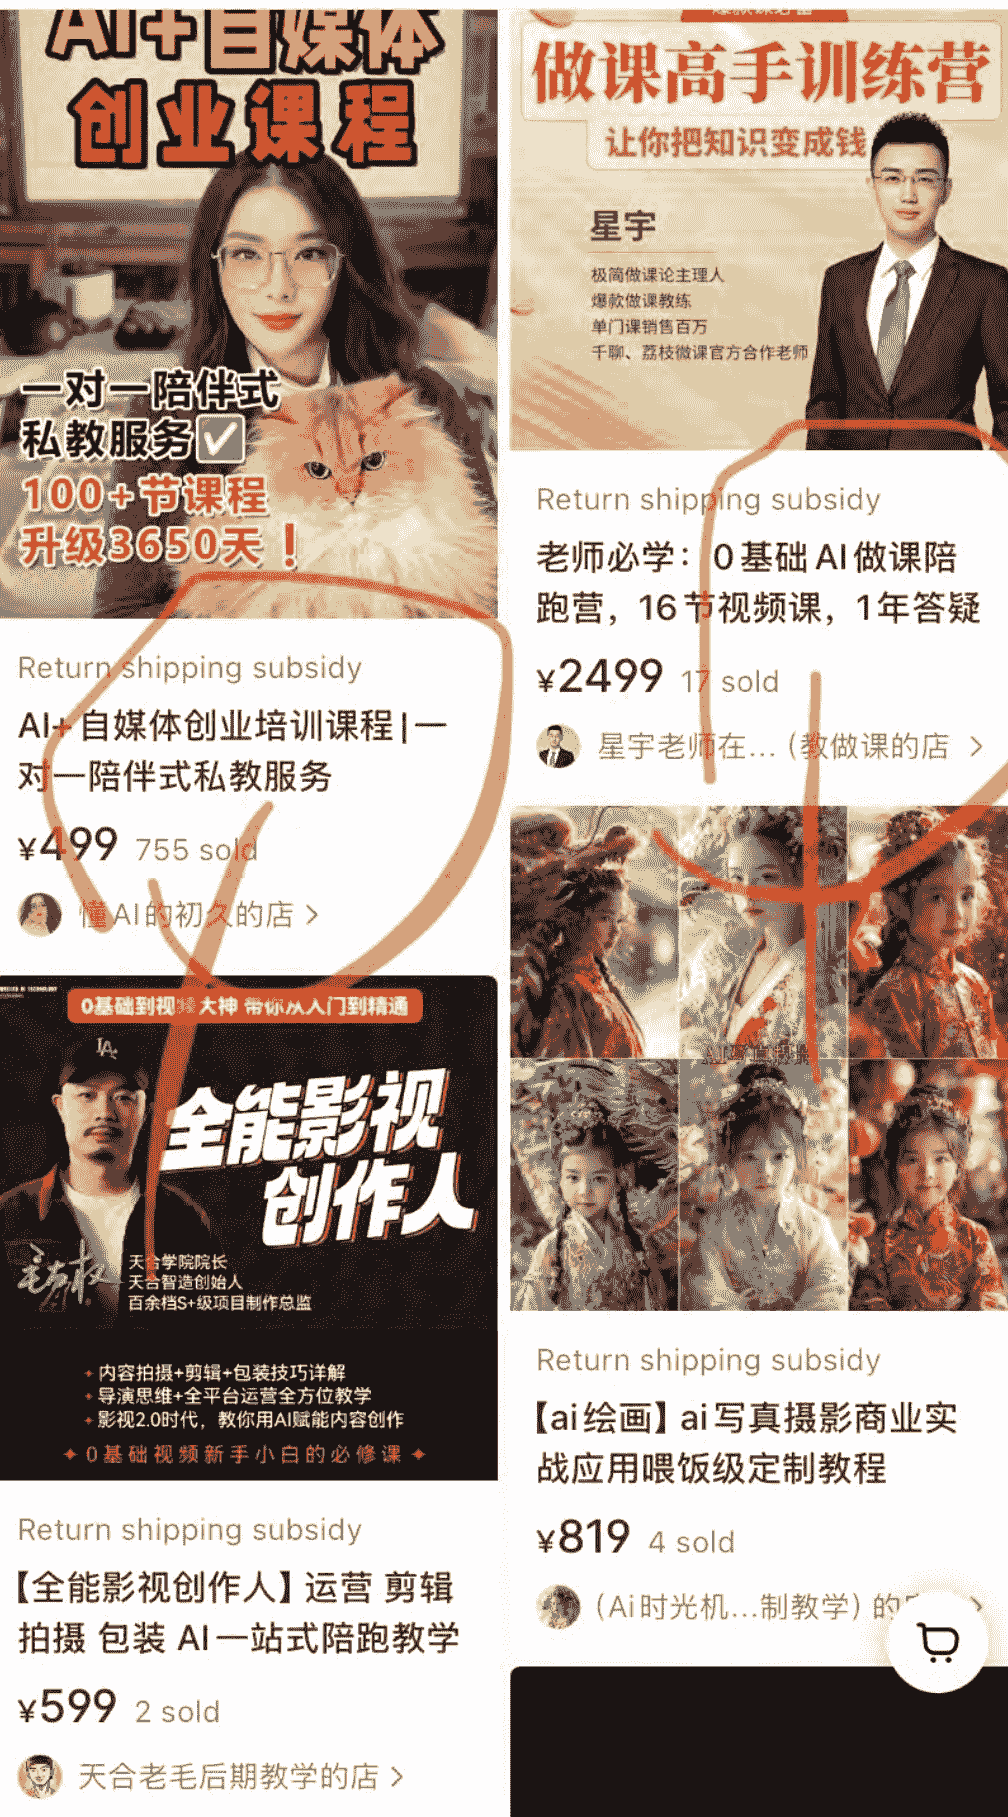 AI+自媒体
创业课程
一对一陪伴式
私教服务
100+节课程
升级3650天！
Return shipping subsidy
AI+自媒体创业培训课程|一
对一陪伴式私教服务
¥499 755 sold
懂AI的初久的店
0基础到视频大神 带你从入门到精通
全能影视
创作人
天合学院院长
天合智造创始人
百余档S+级项目制作总监
内容拍摄+剪辑+包装技巧详解
导演思维+全平台运营全方位教学
影视2.0时代，教你用AI赋能内容创作
0基础视频新手小白的必修课
Return shipping subsidy
【全能影视创作人】运营 剪辑
拍摄 包装 AI一站式陪跑教学
¥599 2 sold
天合老毛后期教学的店
做课高手训练营
让你把知识变成钱
星宇
极简做课论主理人
爆款做课教练
单门课销售百万
千聊、荔枝微课官方合作老师
Return shipping subsidy
老师必学：0基础AI做课陪
跑营，16节视频课，1年答疑
¥2499 17 sold
星宇老师在...（教做课的店
Return shipping subsidy
【ai绘画】ai写真摄影商业实
战应用喂饭级定制教程
¥819 4 sold
（Ai时光机...制教学）的